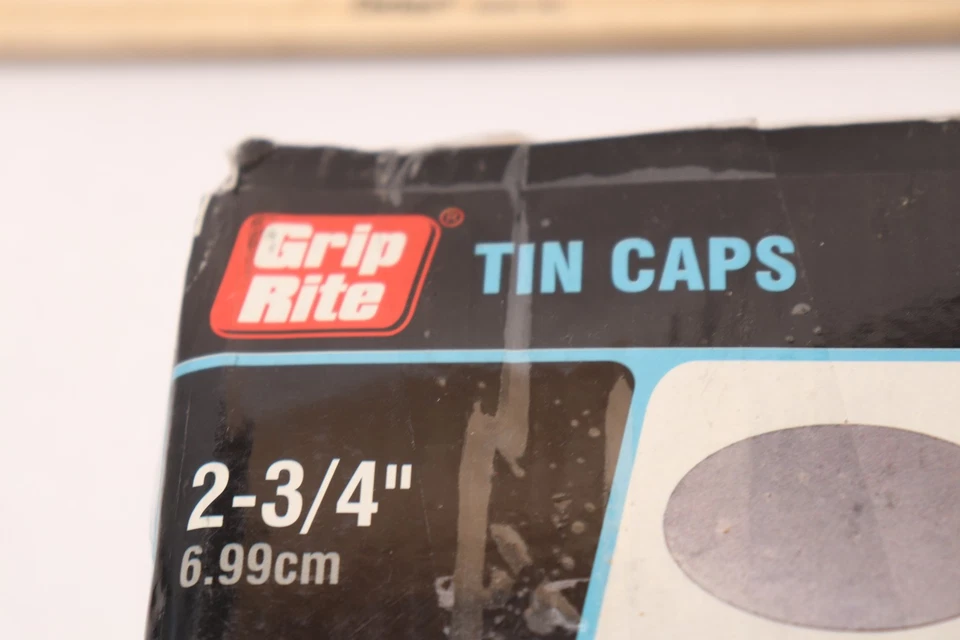 Grip
Rite®
TIN CAPS
2-3/4"
6.99cm